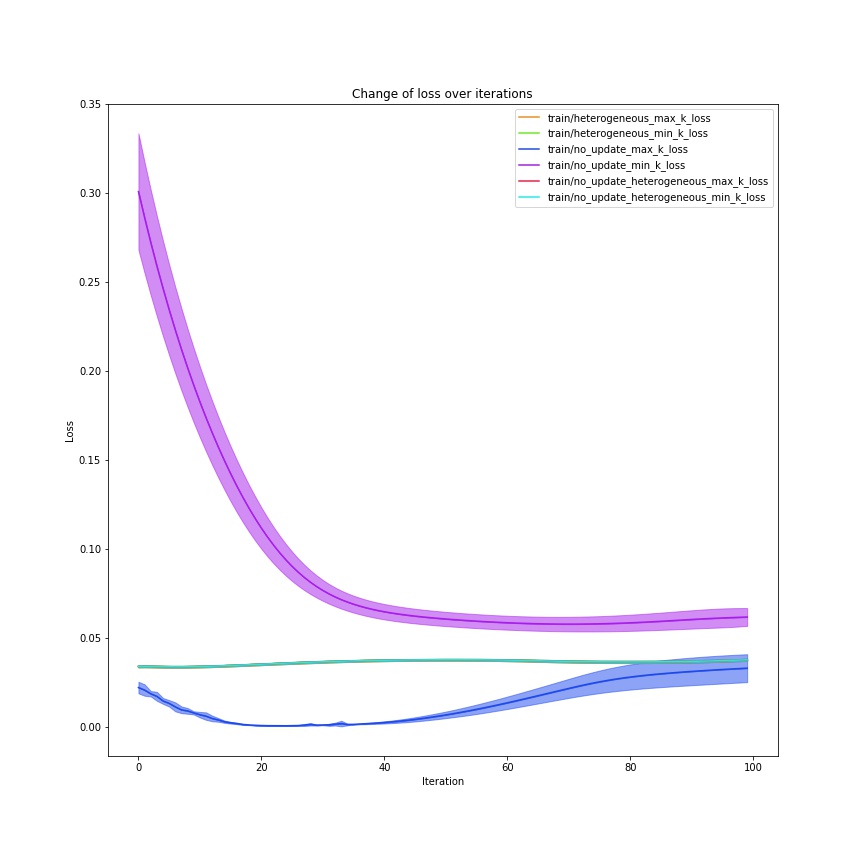 Change of loss over iterations
0.35
0.30
0.25
0.20
0.15
0.10
0.05
0.00
Loss
train/heterogeneous_max_k_loss
train/heterogeneous_min_k_loss
train/no_update_max_k_loss
train/no_update_min_k_loss
train/no_update_heterogeneous_max_k_loss
train/no_update_heterogeneous_min_k_loss
0 20 40 60 80 100
Iteration